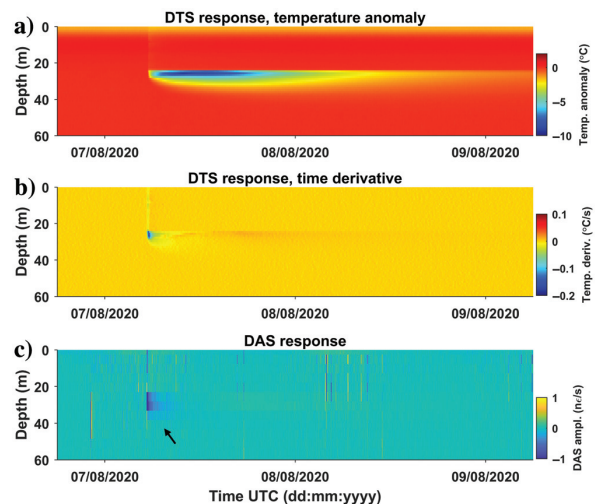 a) DTS response, temperature anomaly
Depth (m)
0
20
40
60
07/08/2020 08/08/2020 09/08/2020
0
−5
−10
Temp. anomaly (°C)
b) DTS response, time derivative
Depth (m)
0
20
40
60
07/08/2020 08/08/2020 09/08/2020
0.1
0
−0.1
−0.2
Temp. deriv. (°C/s)
c) DAS response
Depth (m)
0
20
40
60
07/08/2020 08/08/2020 09/08/2020
1
0
−1
DAS ampl. (nε/s)
Time UTC (dd:mm:yyyy)